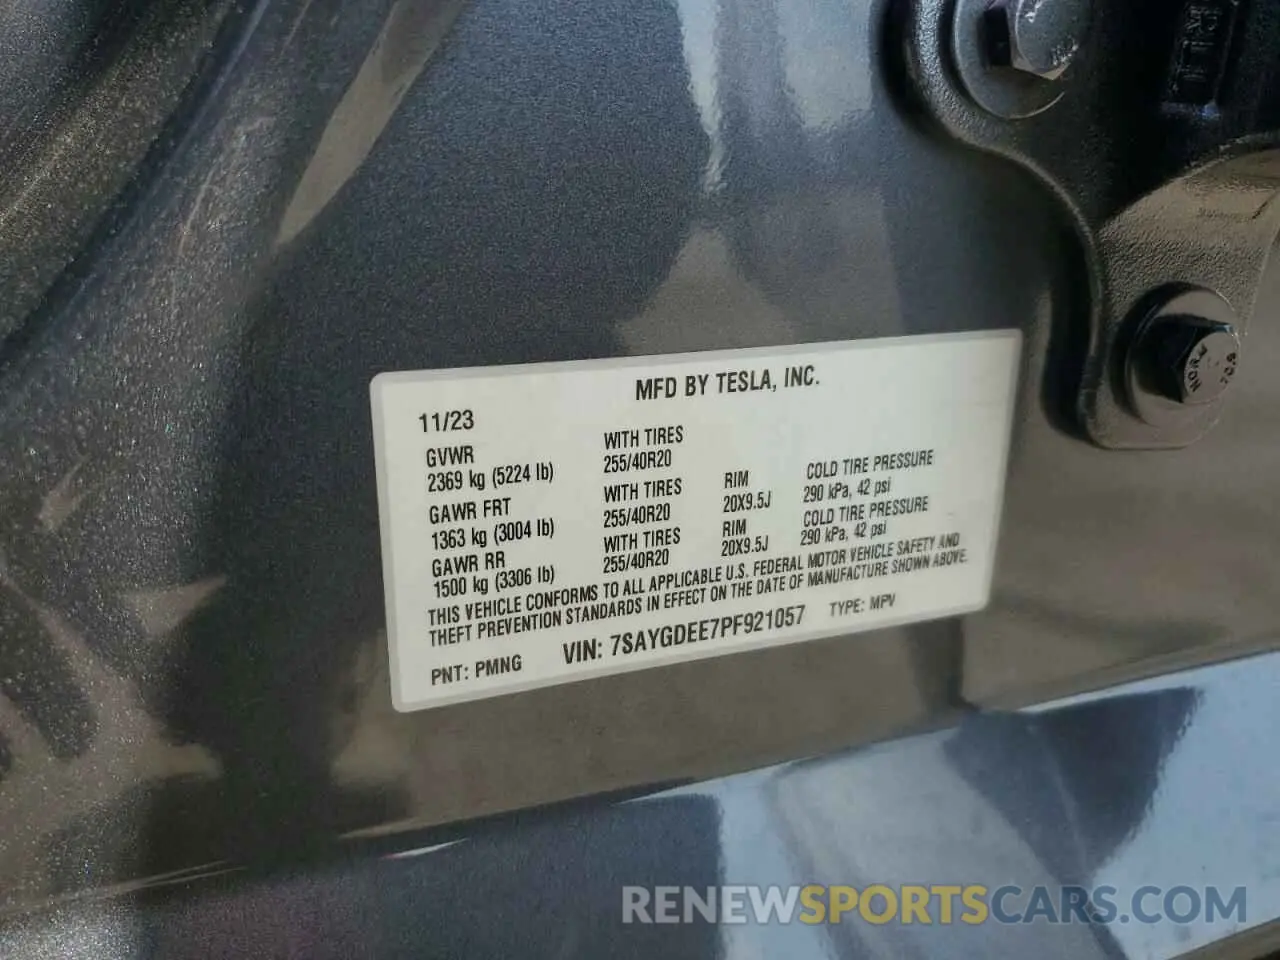 MFD BY TESLA, INC.
11/23
GVWR WITH TIRES
2369 kg (5224 lb) 255/40R20
GAWR FRT WITH TIRES RIM COLD TIRE PRESSURE
1363 kg (3004 lb) 255/40R20 20X9.5J 290 kPa, 42 psi
GAWR RR WITH TIRES RIM COLD TIRE PRESSURE
1500 kg (3306 lb) 255/40R20 20X9.5J 290 kPa, 42 psi
THIS VEHICLE CONFORMS TO ALL APPLICABLE U.S. FEDERAL MOTOR VEHICLE SAFETY AND
THEFT PREVENTION STANDARDS IN EFFECT ON THE DATE OF MANUFACTURE SHOWN ABOVE.
PNT: PMNG VIN: 7SAYGDEE7PF921057 TYPE: MPV
NORM
10.9
RENEWSPORTSCARS.COM